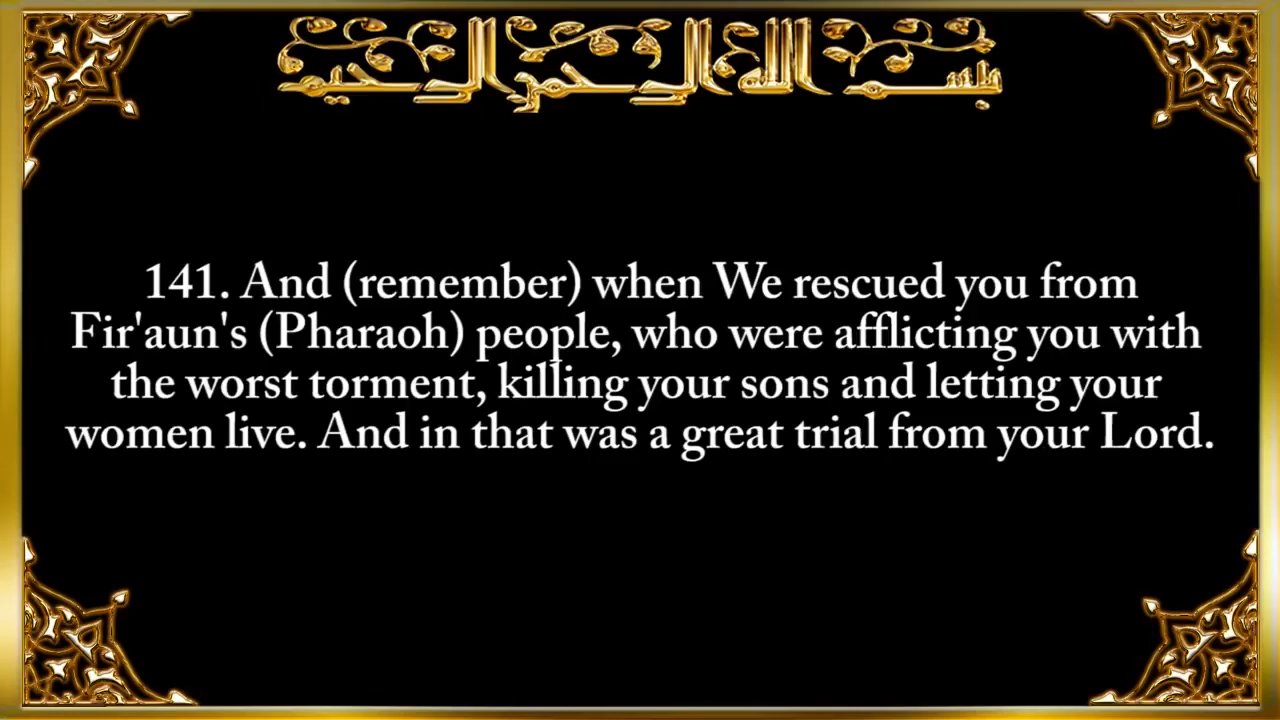 بسم الله الرحمن الرحيم
141. And (remember) when We rescued you from
Fir'aun's (Pharaoh) people, who were afflicting you with
the worst torment, killing your sons and letting your
women live. And in that was a great trial from your Lord.